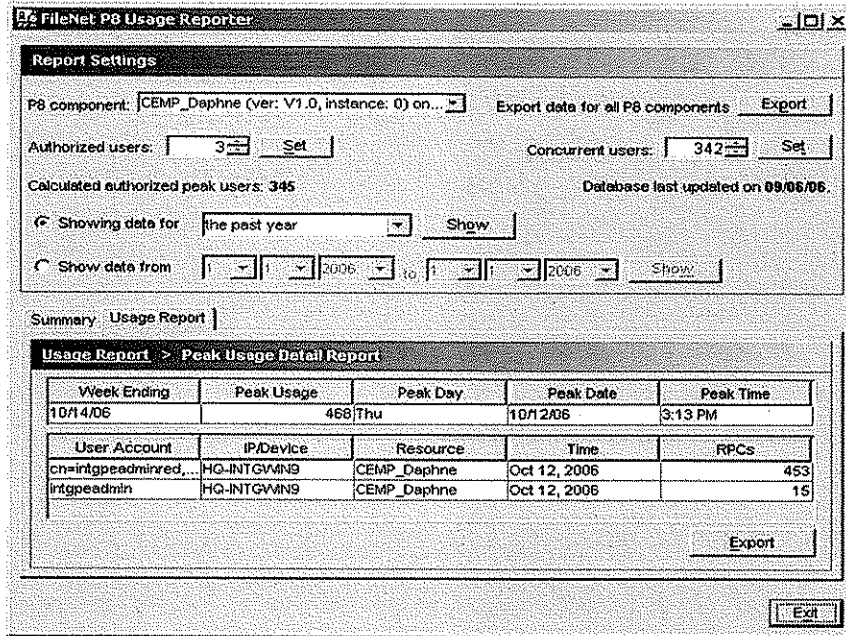 FileNet P8 Usage Reporter
Report Settings
P8 component: CEMP_Daphne (ver: V1.0, instance: 0) on... Export data for all P8 components Export
Authorized users: 3 Set Concurrent users: 342 Set
Calculated authorized peak users: 345 Database last updated on 09/06/06.
Showing data for the past year Show
Show data from 1 1 2006 to 1 1 2006 Show
Summary Usage Report
Usage Report > Peak Usage Detail Report
Week Ending Peak Usage Peak Day Peak Date Peak Time
10/14/06 468 Thu 10/12/06 3:13 PM
User Account IP/Device Resource Time RPCs
cn=intgpeadminred,... HQ-INTGWIN9 CEMP_Daphne Oct 12, 2006 453
intgpeadmin HQ-INTGWIN9 CEMP_Daphne Oct 12, 2006 15
Export
Exit